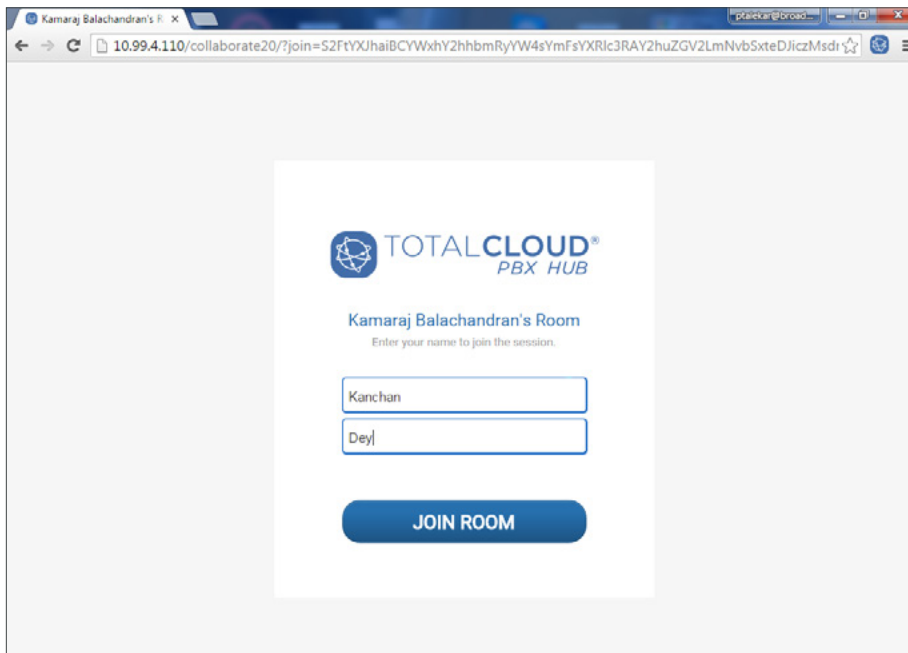 Kamaraj Balachandran's R
ptalekar@broad...
10.99.4.110/collaborate20/?join=
TOTALCLOUD®
PBX HUB
Kamaraj Balachandran's Room
Enter your name to join the session.
Kanchan
Dey
JOIN ROOM